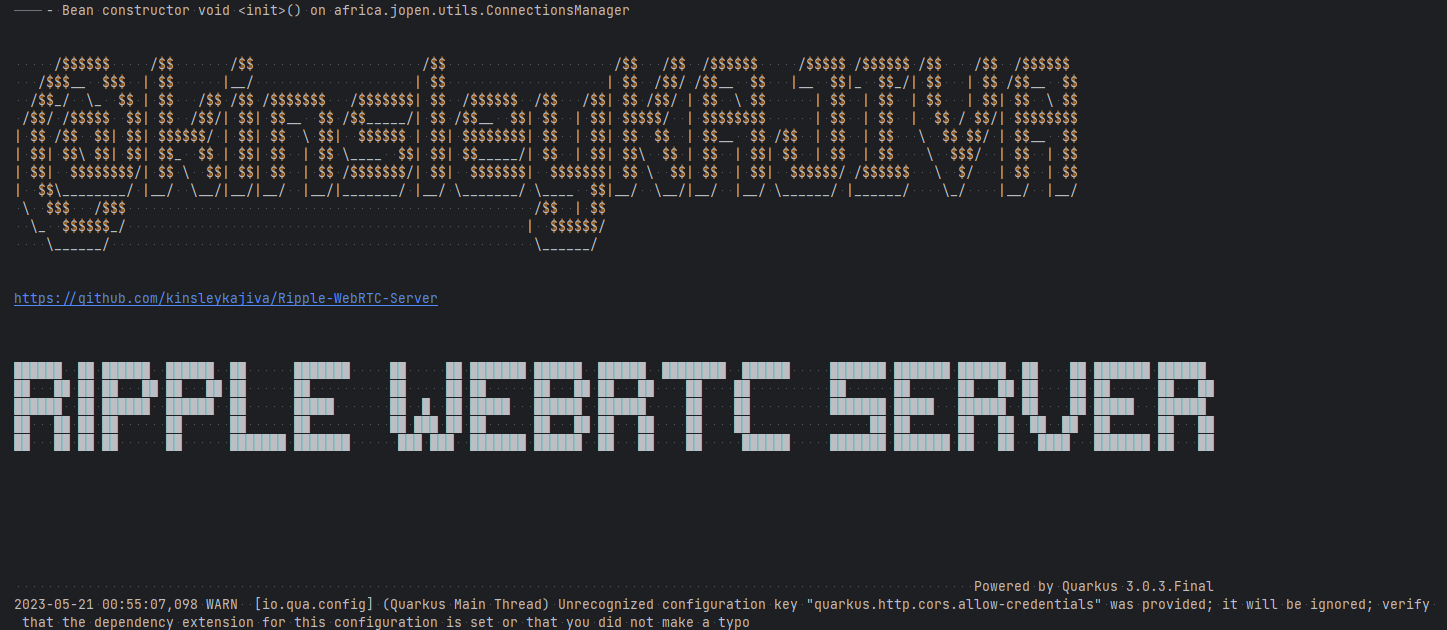 - Bean constructor void <init>() on africa.jopen.utils.ConnectionsManager
@kinsleyKAJIVA
https://github.com/kinsleykajiva/Ripple-WebRTC-Server
RIPPLE WEBRTC SERVER
Powered by Quarkus 3.0.3.Final
2023-05-21 00:55:07,098 WARN  [io.qua.config] (Quarkus Main Thread) Unrecognized configuration key "quarkus.http.cors.allow-credentials" was provided; it will be ignored; verify
that the dependency extension for this configuration is set or that you did not make a typo